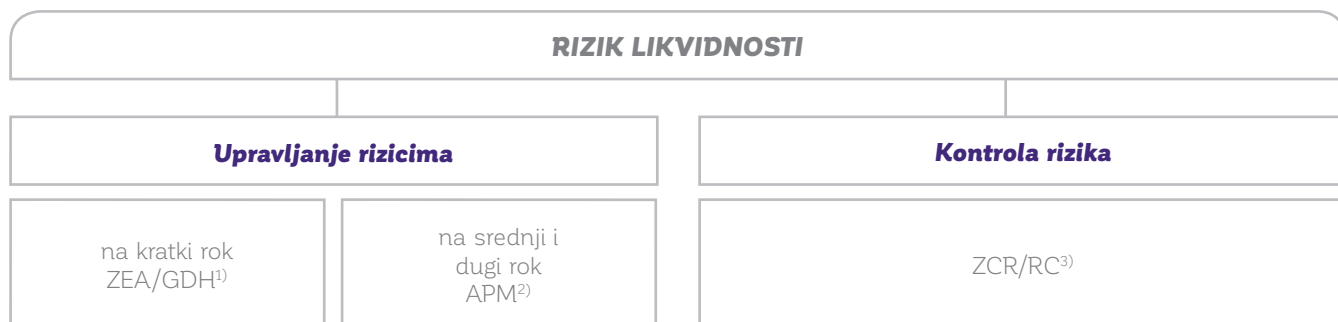 RIZIK LIKVIDNOSTI
Upravljanje rizicima
Kontrola rizika
na kratki rok
ZEA/GDH1)
na srednji i
dugi rok
APM2)
ZCR/RC3)